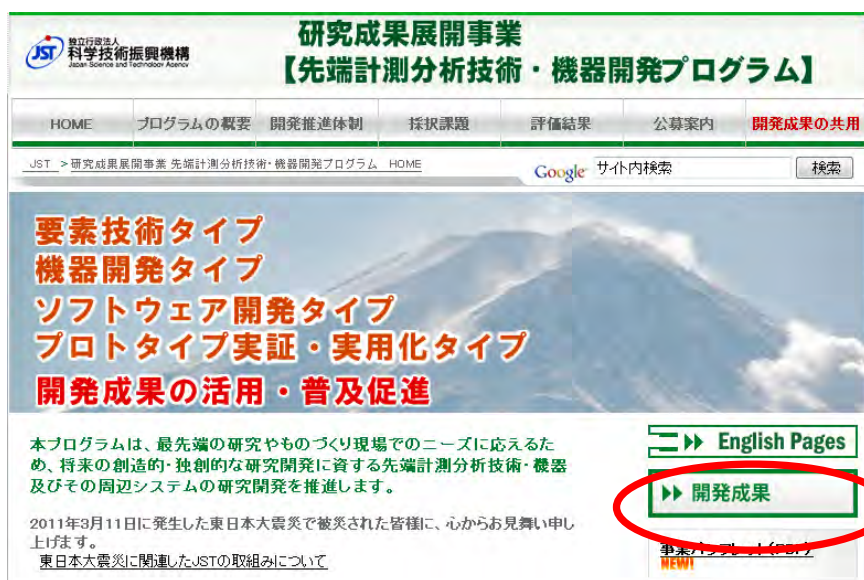 JST
独立行政法人
科学技術振興機構
Japan Science and Technology Agency
研究成果展開事業
【先端計測分析技術・機器開発プログラム】
HOME プログラムの概要 開発推進体制 採択課題 評価結果 公募案内 開発成果の共用
JST >研究成果展開事業 先端計測分析技術・機器開発プログラム HOME
Google サイト内検索 検索
要素技術タイプ
機器開発タイプ
ソフトウェア開発タイプ
プロトタイプ実証・実用化タイプ
開発成果の活用・普及促進
本プログラムは、最先端の研究やものづくり現場でのニーズに応えるた
め、将来の創造的・独創的な研究開発に資する先端計測分析技術・機器
及びその周辺システムの研究開発を推進します。
2011年3月11日に発生した東日本大震災で被災された皆様に、心からお見舞い申し
上げます。
東日本大震災に関連したJSTの取組みについて
English Pages
開発成果
事業パンフレット(PDF)
NEW!